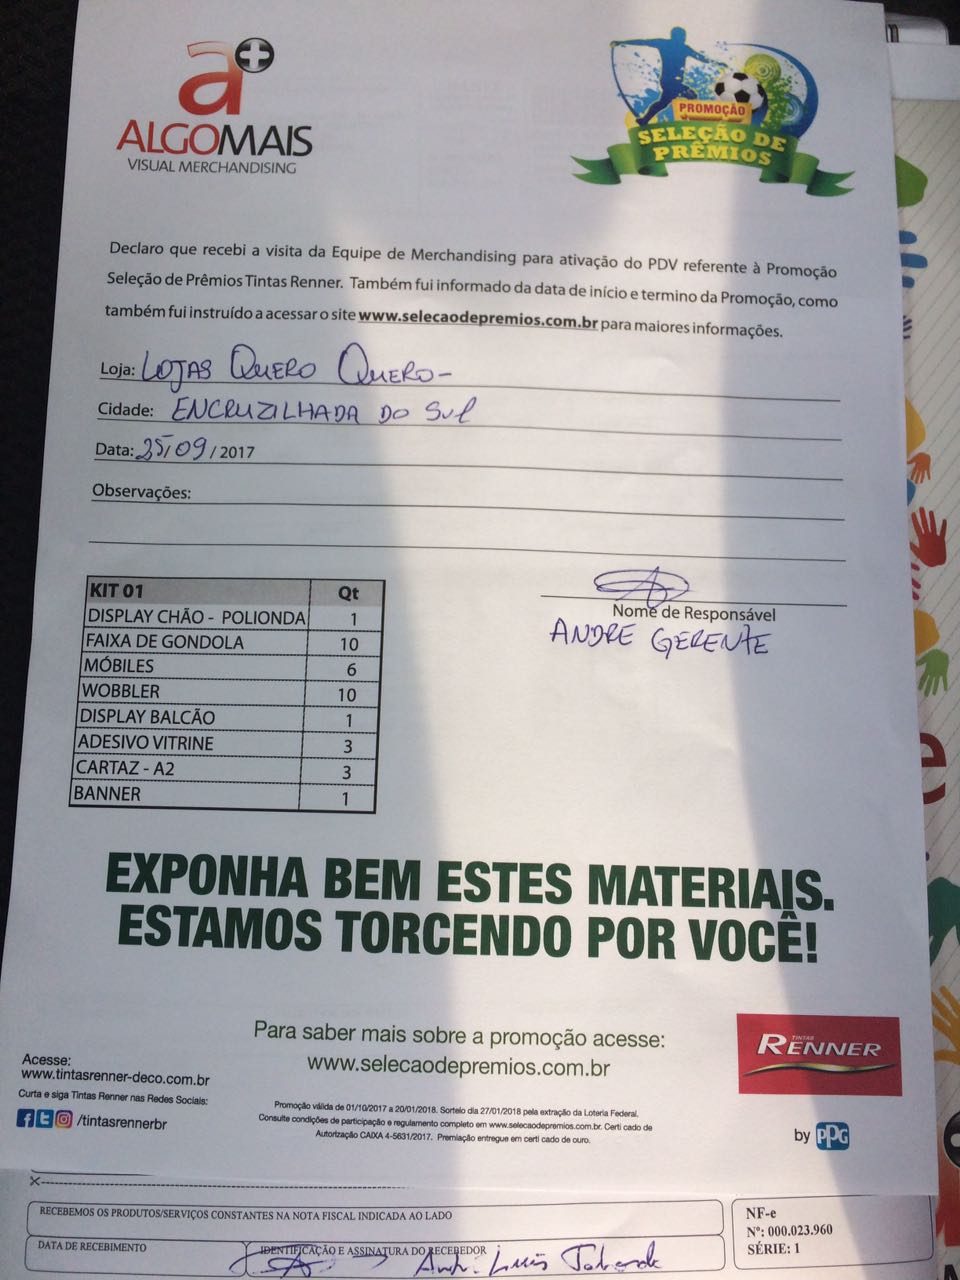 a+
ALGOMAIS
VISUAL MERCHANDISING
PROMOÇÃO
SELEÇÃO DE
PRÊMIOS
Declaro que recebi a visita da Equipe de Merchandising para ativação do PDV referente à Promoção
Seleção de Prêmios Tintas Renner. Também fui informado da data de início e termino da Promoção, como
também fui instruído a acessar o site www.selecaodepremios.com.br para maiores informações.
Loja: LOJAS QUERO QUERO-
Cidade: ENCRUZILHADA DO SUL
Data: 25/09/2017
Observações:
KIT 01 Qt
DISPLAY CHÃO - POLIONDA 1
FAIXA DE GONDOLA 10
MÓBILES 6
WOBBLER 10
DISPLAY BALCÃO 1
ADESIVO VITRINE 3
CARTAZ - A2 3
BANNER 1
Nome de Responsável
ANDRE GERENTE
EXPONHA BEM ESTES MATERIAIS.
ESTAMOS TORCENDO POR VOCÊ!
Para saber mais sobre a promoção acesse:
www.selecaodepremios.com.br
Acesse:
www.tintasrenner-deco.com.br
Curta e siga Tintas Renner nas Redes Sociais:
/tintasrennerbr
Promoção válida de 01/10/2017 a 20/01/2018. Sorteio dia 27/01/2018 pela extração da Loteria Federal.
Consulte condições de participação e regulamento completo em www.selecaodepremios.com.br. Certi cado de
Autorização CAIXA 4-5631/2017. Premiação entregue em certi cado de ouro.
TINTAS
RENNER
by PPG
RECEBEMOS OS PRODUTOS/SERVIÇOS CONSTANTES NA NOTA FISCAL INDICADA AO LADO
DATA DE RECEBIMENTO
IDENTIFICAÇÃO E ASSINATURA DO RECEBEDOR
NF-e
Nº: 000.023.960
SÉRIE: 1